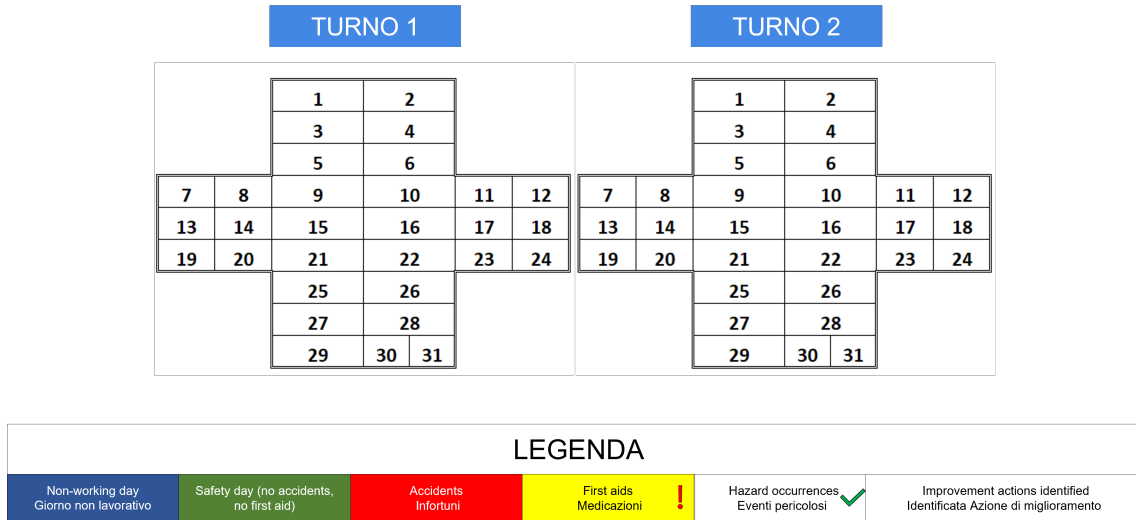 TURNO 1 TURNO 2
1 2 1 2
3 4 3 4
5 6 5 6
7 8 9 10 11 12 7 8 9 10 11 12
13 14 15 16 17 18 13 14 15 16 17 18
19 20 21 22 23 24 19 20 21 22 23 24
25 26 25 26
27 28 27 28
29 30 31 29 30 31
LEGENDA
Non-working day
Giorno non lavorativo
Safety day (no accidents,
no first aid)
Accidents
Infortuni
First aids
Medicazioni
!
Hazard occurrences
Eventi pericolosi
Improvement actions identified
Identificata Azione di miglioramento